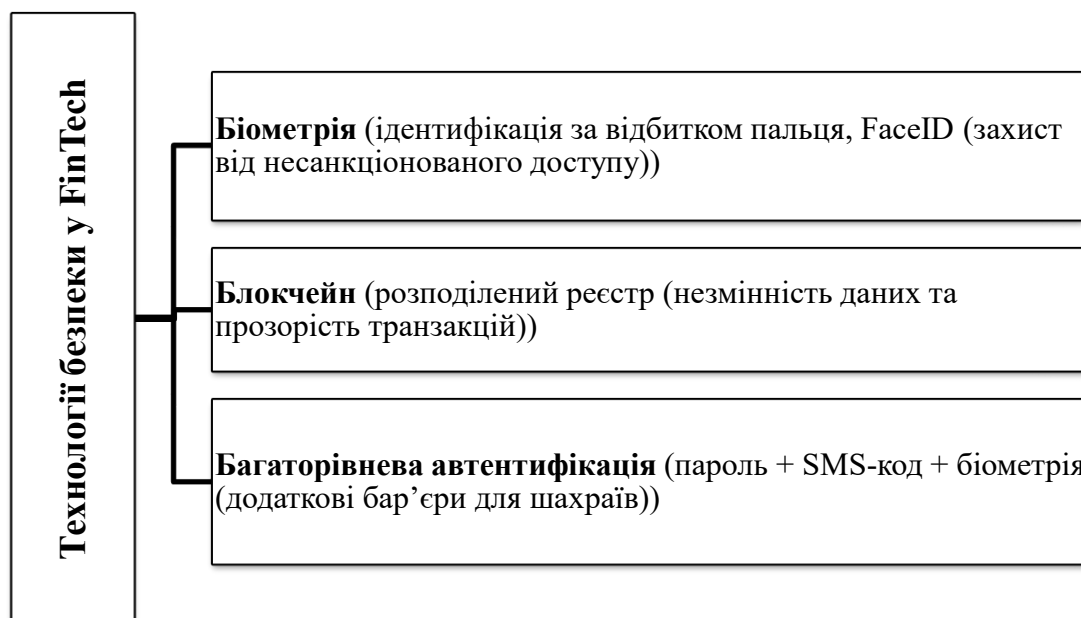 Технології безпеки у FinTech
Біометрія (ідентифікація за відбитком пальця, FaceID (захист
від несанкціонованого доступу))
Блокчейн (розподілений реєстр (незмінність даних та
прозорість транзакцій))
Багаторівнева автентифікація (пароль + SMS-код + біометрія
(додаткові бар’єри для шахраїв))